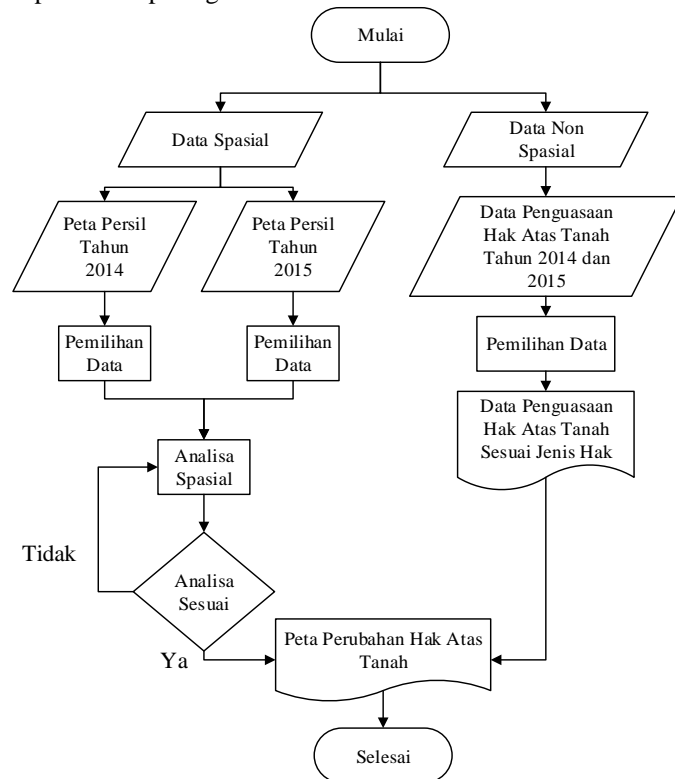 Mulai
Data Spasial
Data Non
Spasial
Peta Persil
Tahun
2014
Peta Persil
Tahun
2015
Data Penguasaan
Hak Atas Tanah
Tahun 2014 dan
2015
Pemilihan
Data
Pemilihan
Data
Pemilihan Data
Data Penguasaan
Hak Atas Tanah
Sesuai Jenis Hak
Analisa
Spasial
Tidak
Analisa
Sesuai
Ya
Peta Perubahan Hak Atas
Tanah
Selesai